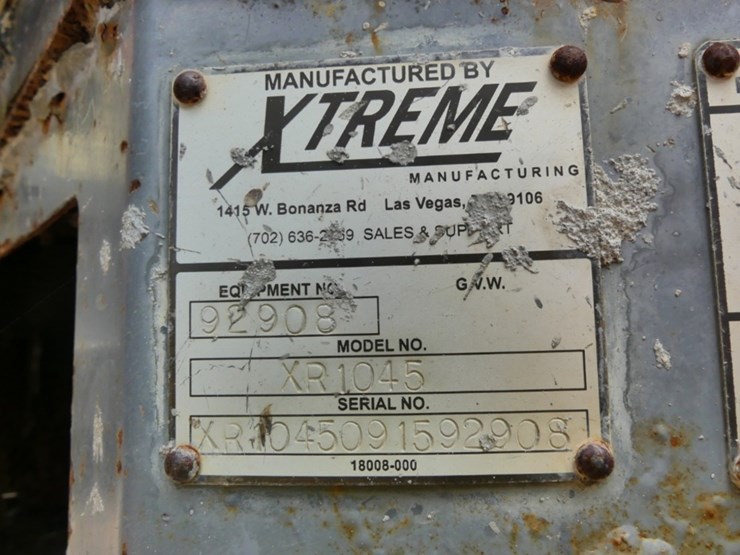 MANUFACTURED BY
XTREME
MANUFACTURING
1415 W. Bonanza Rd Las Vegas,
(702) SALES &
EQUIPMENT NO.
92908
G.V.W.
MODEL NO.
XR1045
SERIAL NO.
XR1045091592908
18008-000